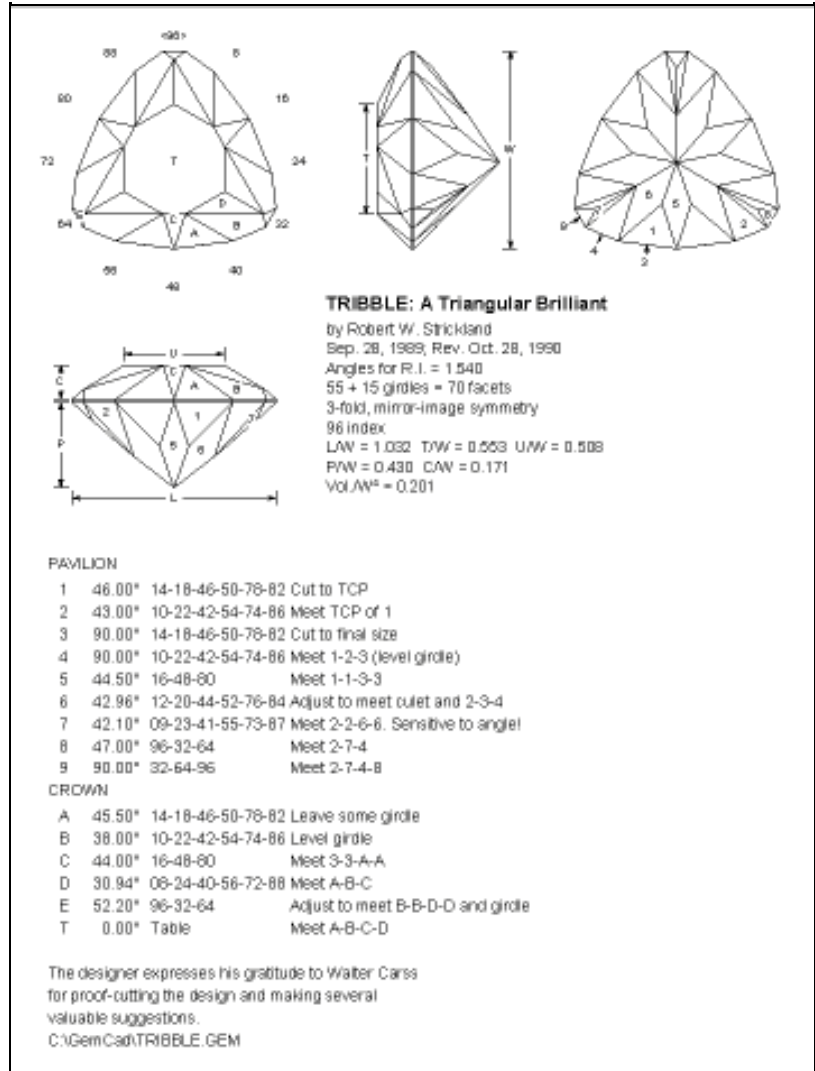 <96>
88 8
80 16
72 T 24
D
64 E C B 32
A
56 40
48
T W
6 5
9 7 1 2 8
4 3
TRIBBLE: A Triangular Brilliant
by Robert W. Strickland
Sep. 28, 1989; Rev. Oct. 28, 1990
Angles for R.I. = 1.540
55 + 15 girdles = 70 facets
3-fold, mirror-image symmetry
96 index
L/W = 1.032 T/W = 0.553 U/W = 0.508
P/W = 0.430 C/W = 0.171
Vol./W³ = 0.201
U
C C A B
2 1 7
P 5 6
L
PAVILION
1 46.00° 14-18-46-50-78-82 Cut to TCP
2 43.00° 10-22-42-54-74-86 Meet TCP of 1
3 90.00° 14-18-46-50-78-82 Cut to final size
4 90.00° 10-22-42-54-74-86 Meet 1-2-3 (level girdle)
5 44.50° 16-48-80 Meet 1-1-3-3
6 42.96° 12-20-44-52-76-84 Adjust to meet culet and 2-3-4
7 42.10° 09-23-41-55-73-87 Meet 2-2-6-6. Sensitive to angle!
8 47.00° 96-32-64 Meet 2-7-4
9 90.00° 32-64-96 Meet 2-7-4-8
CROWN
A 45.50° 14-18-46-50-78-82 Leave some girdle
B 38.00° 10-22-42-54-74-86 Level girdle
C 44.00° 16-48-80 Meet 3-3-A-A
D 30.94° 08-24-40-56-72-88 Meet A-B-C
E 52.20° 96-32-64 Adjust to meet B-B-D-D and girdle
T 0.00° Table Meet A-B-C-D
The designer expresses his gratitude to Walter Carss
for proof-cutting the design and making several
valuable suggestions.
C:\GemCad\TRIBBLE.GEM